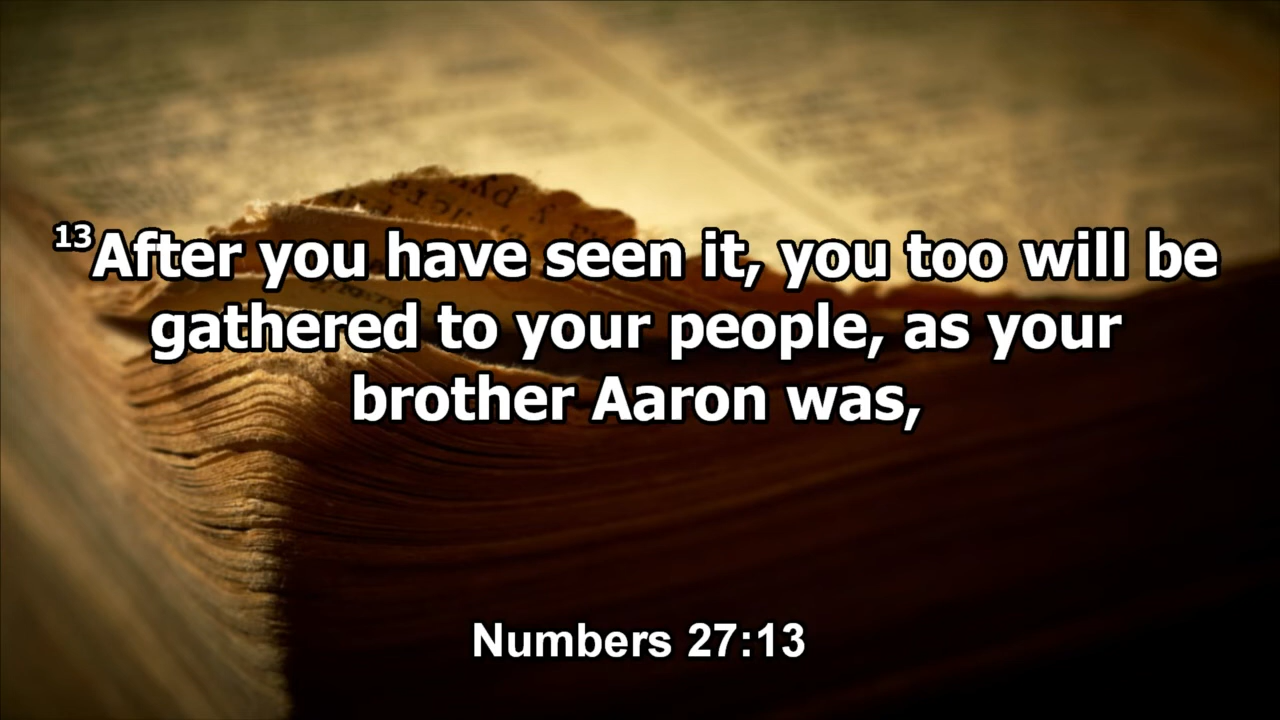 13After you have seen it, you too will be
gathered to your people, as your
brother Aaron was,
Numbers 27:13